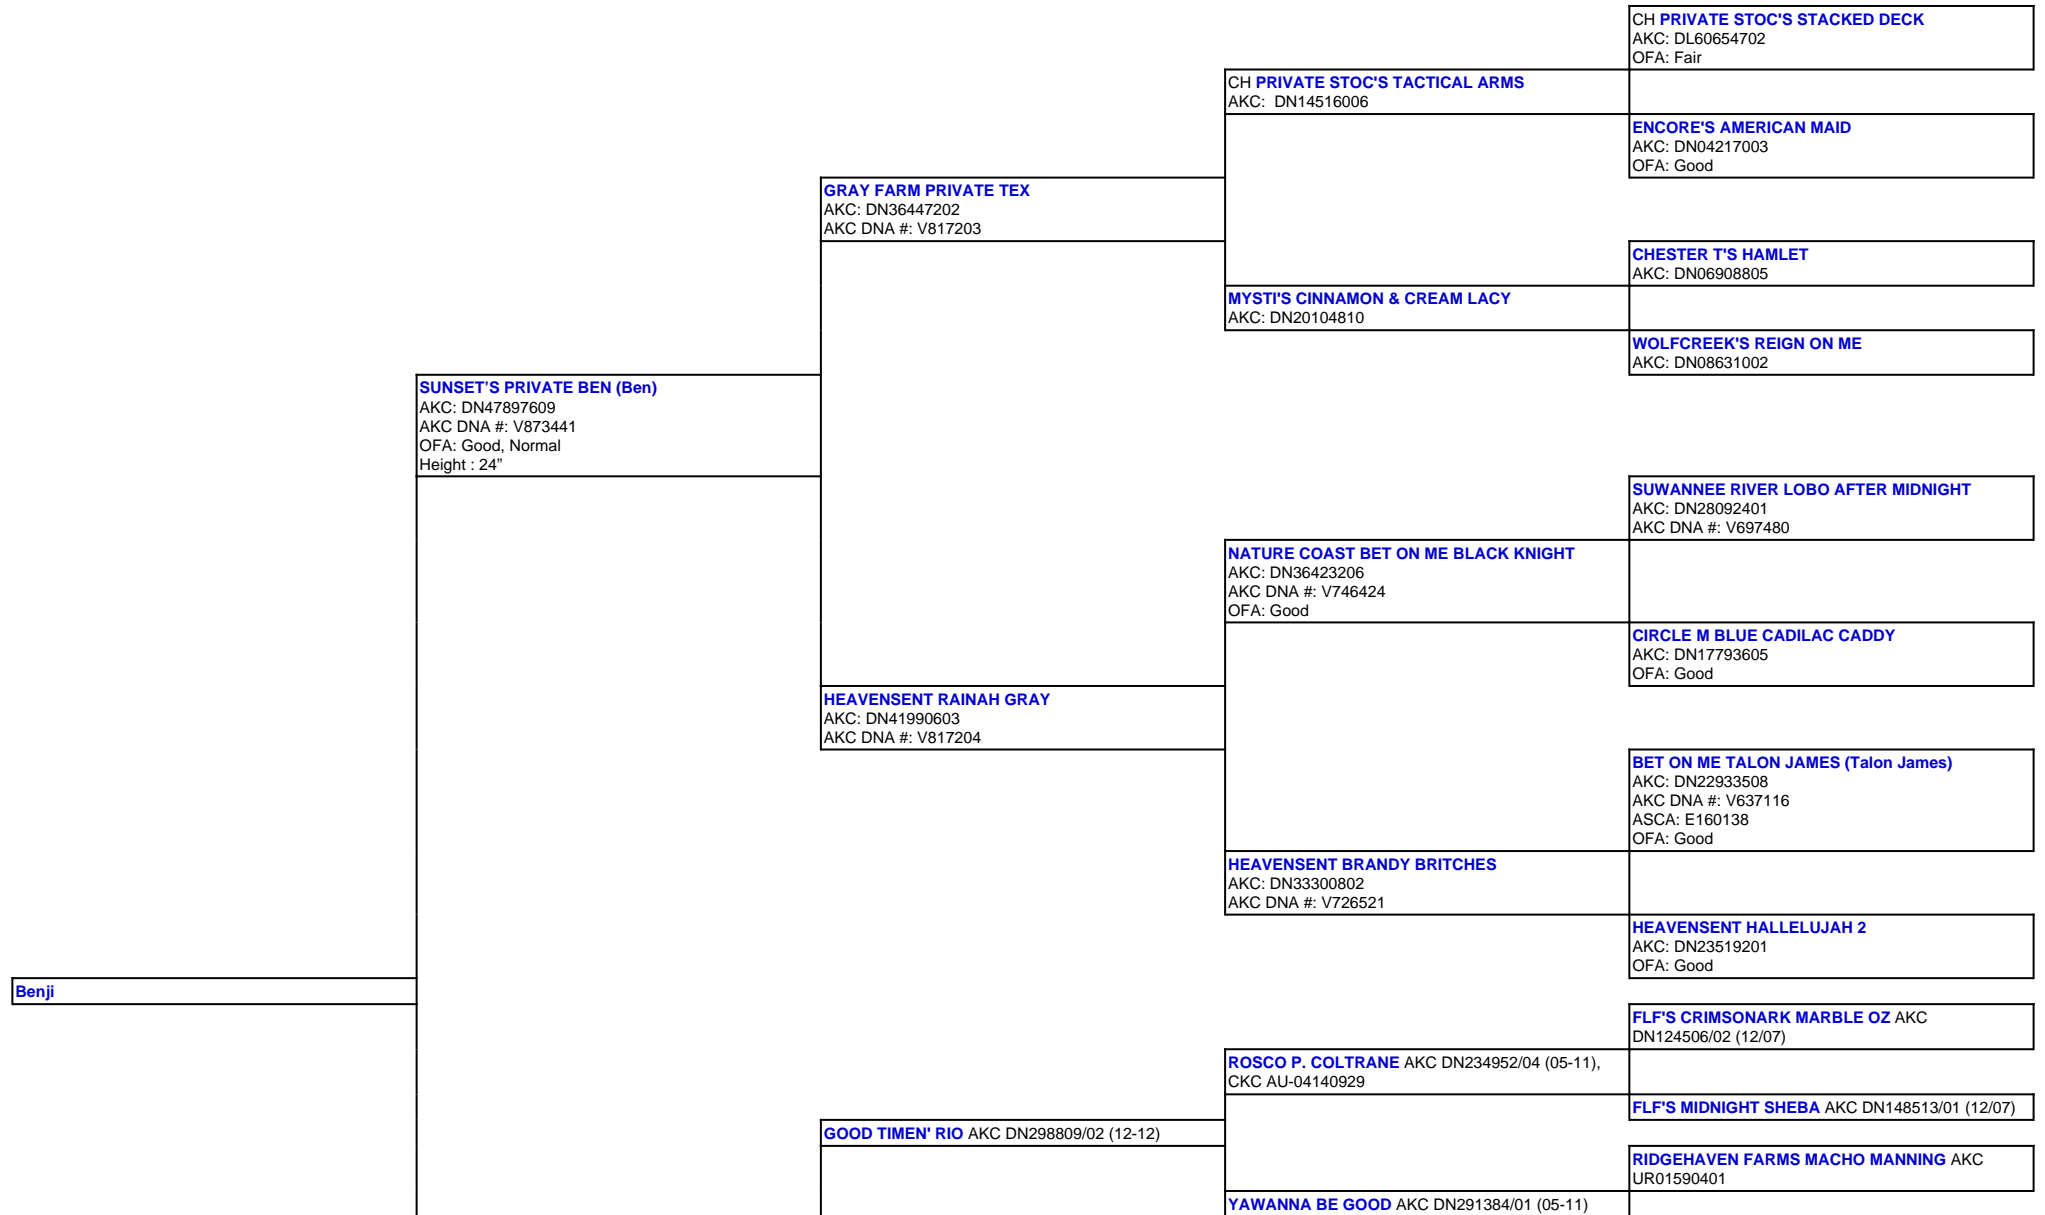 CH PRIVATE STOC'S STACKED DECK
AKC: DL60654702
OFA: Fair
CH PRIVATE STOC'S TACTICAL ARMS
AKC:  DN14516006
ENCORE'S AMERICAN MAID
AKC: DN04217003
OFA: Good
GRAY FARM PRIVATE TEX
AKC: DN36447202
AKC DNA #: V817203
CHESTER T'S HAMLET
AKC: DN06908805
MYSTI'S CINNAMON & CREAM LACY
AKC: DN20104810
WOLFCREEK'S REIGN ON ME
AKC: DN08631002
SUNSET’S PRIVATE BEN (Ben)
AKC: DN47897609
AKC DNA #: V873441
OFA: Good, Normal
Height : 24”
SUWANNEE RIVER LOBO AFTER MIDNIGHT
AKC: DN28092401
AKC DNA #: V697480
NATURE COAST BET ON ME BLACK KNIGHT
AKC: DN36423206
AKC DNA #: V746424
OFA: Good
CIRCLE M BLUE CADILAC CADDY
AKC: DN17793605
OFA: Good
HEAVENSENT RAINAH GRAY
AKC: DN41990603
AKC DNA #: V817204
BET ON ME TALON JAMES (Talon James)
AKC: DN22933508
AKC DNA #: V637116
ASCA: E160138
OFA: Good
HEAVENSENT BRANDY BRITCHES
AKC: DN33300802
AKC DNA #: V726521
HEAVENSENT HALLELUJAH 2
AKC: DN23519201
OFA: Good
Benji
FLF'S CRIMSONARK MARBLE OZ AKC
DN124506/02 (12/07)
ROSCO P. COLTRANE AKC DN234952/04 (05-11),
CKC AU-04140929
FLF'S MIDNIGHT SHEBA AKC DN148513/01 (12/07)
GOOD TIMEN' RIO AKC DN298809/02 (12-12)
RIDGEHAVEN FARMS MACHO MANNING AKC
UR01590401
YAWANNA BE GOOD AKC DN291384/01 (05-11)